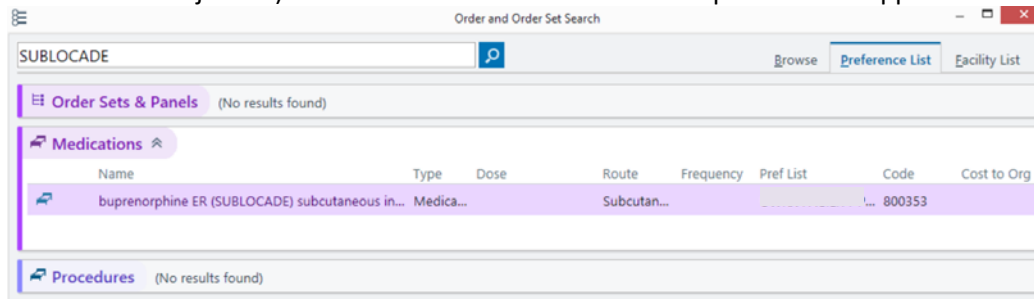 Order and Order Set Search
SUBLOCADE
Browse Preference List Facility List
Order Sets & Panels (No results found)
Medications
Name Type Dose Route Frequency Pref List Code Cost to Org
buprenorphine ER (SUBLOCADE) subcutaneous in... Medica... Subcutan... ... 800353
Procedures (No results found)